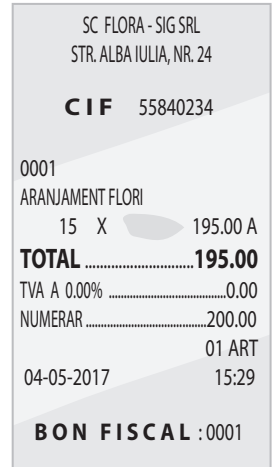 SC FLORA - SIG SRL
STR. ALBA IULIA, NR. 24
CIF 55840234
0001
ARANJAMENT FLORI
15 X 195.00 A
TOTAL ..............................195.00
TVA A 0.00% ......................................0.00
NUMERAR .......................................200.00
01 ART
04-05-2017 15:29
BON FISCAL : 0001